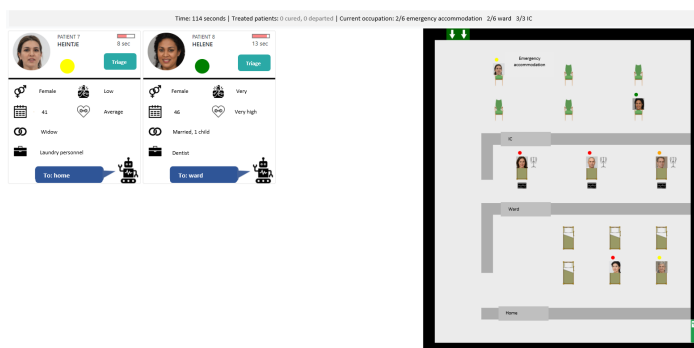 Time: 114 seconds | Treated patients: 0 cured, 0 departed | Current occupation: 2/6 emergency accommodation 2/6 ward 3/3 IC
PATIENT 7
HEINTJE
8 sec
Triage
Female
Low
41
Average
Widow
Laundry personnel
To: home
PATIENT 8
HELENE
13 sec
Triage
Female
Very
46
Very high
Married, 1 child
Dentist
To: ward
Emergency
accommodation
IC
Ward
Home